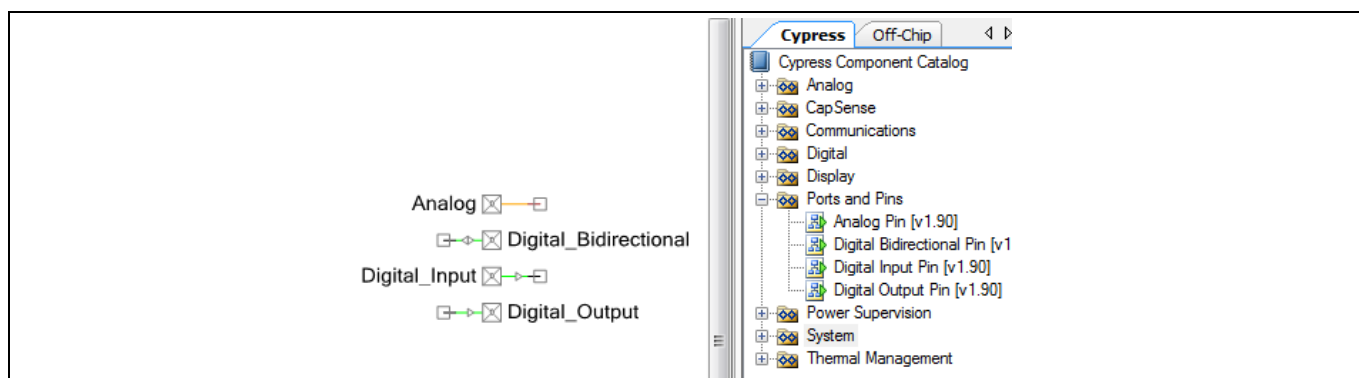 Analog
Digital_Bidirectional
Digital_Input
Digital_Output
Cypress
Off-Chip
Cypress Component Catalog
Analog
CapSense
Communications
Digital
Display
Ports and Pins
Analog Pin [v1.90]
Digital Bidirectional Pin [v1
Digital Input Pin [v1.90]
Digital Output Pin [v1.90]
Power Supervision
System
Thermal Management